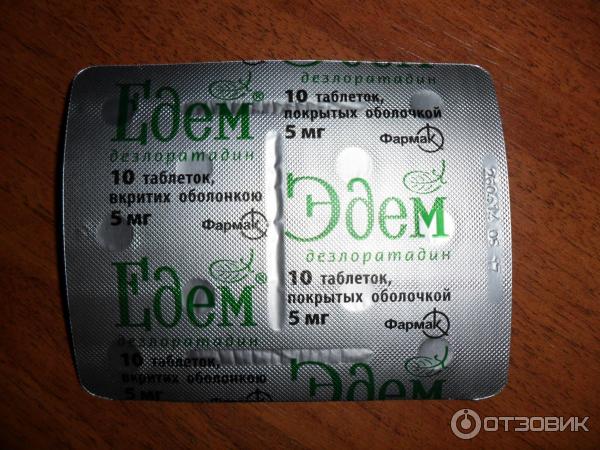 Едем®
дезлоратадин
10 таблеток,
вкритих оболонкою
5 мг
Фармак
Едем®
дезлоратадин
10 таблеток,
вкритих оболонкою
5 мг
дезлоратадин
10 таблеток,
покрытых оболочкой
5 мг
Фармак
Эдем
дезлоратадин
10 таблеток,
покрытых оболочкой
5 мг
Фармак
Эдем
ОТЗОВИК